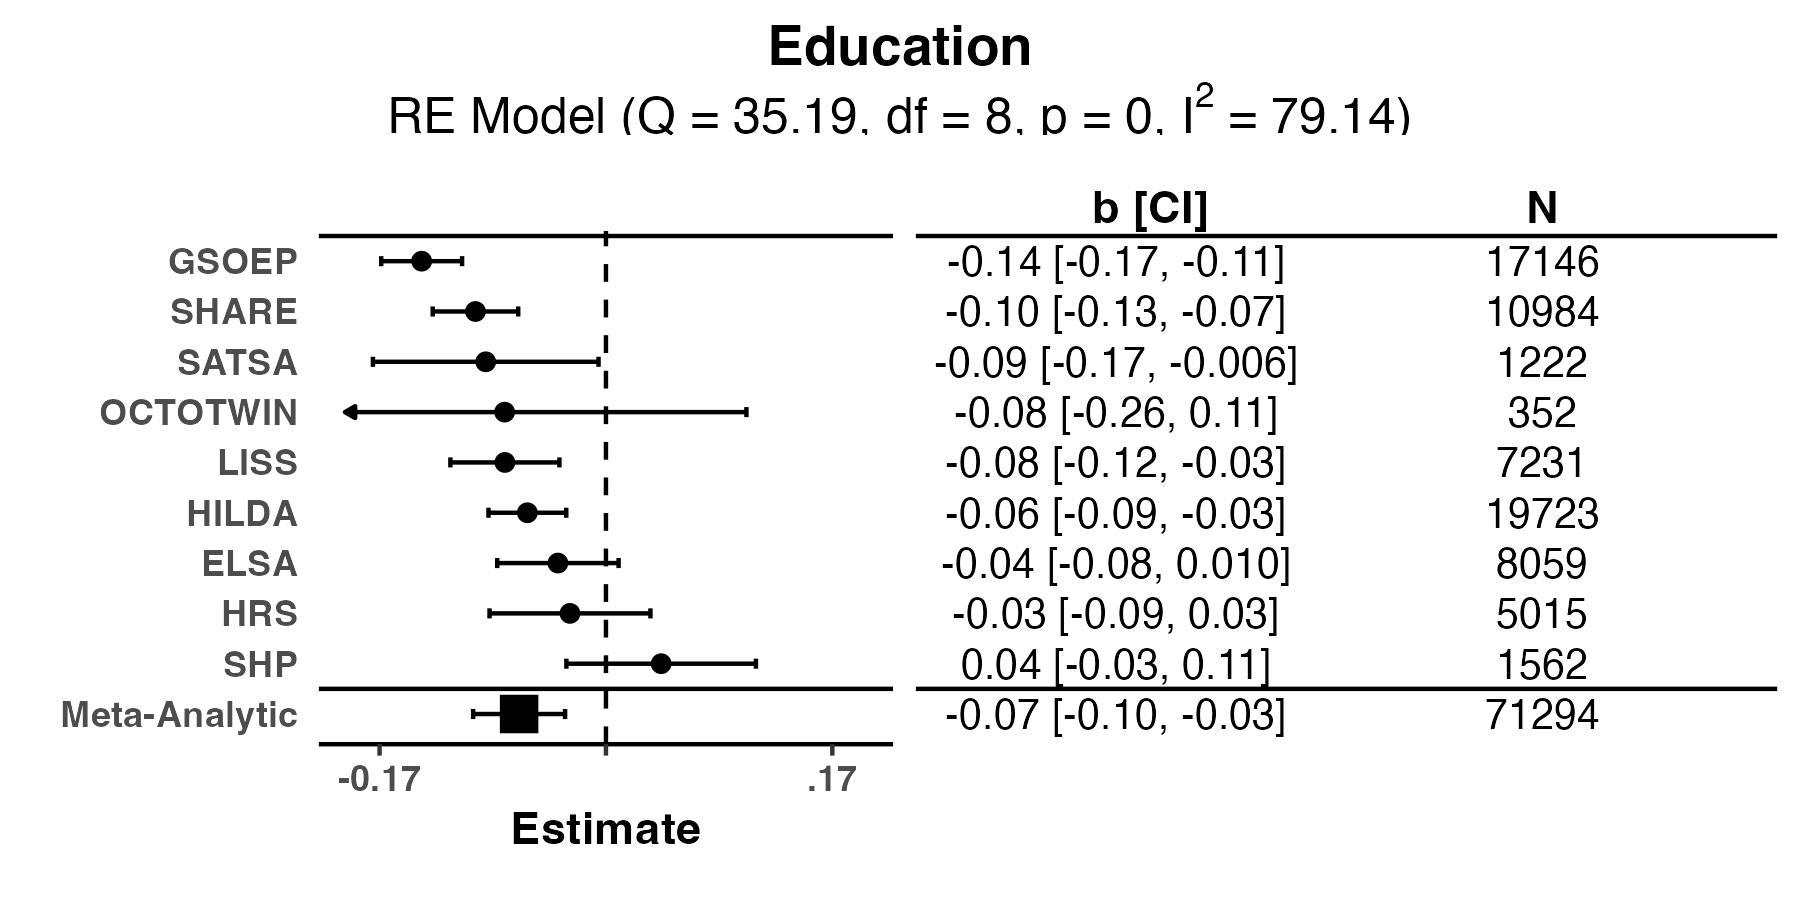 Education
RE Model (Q = 35.19, df = 8, p = 0, I² = 79.14)
b [CI] N
GSOEP -0.14 [-0.17, -0.11] 17146
SHARE -0.10 [-0.13, -0.07] 10984
SATSA -0.09 [-0.17, -0.006] 1222
OCTOTWIN -0.08 [-0.26, 0.11] 352
LISS -0.08 [-0.12, -0.03] 7231
HILDA -0.06 [-0.09, -0.03] 19723
ELSA -0.04 [-0.08, 0.010] 8059
HRS -0.03 [-0.09, 0.03] 5015
SHP 0.04 [-0.03, 0.11] 1562
Meta-Analytic -0.07 [-0.10, -0.03] 71294
-0.17 .17
Estimate